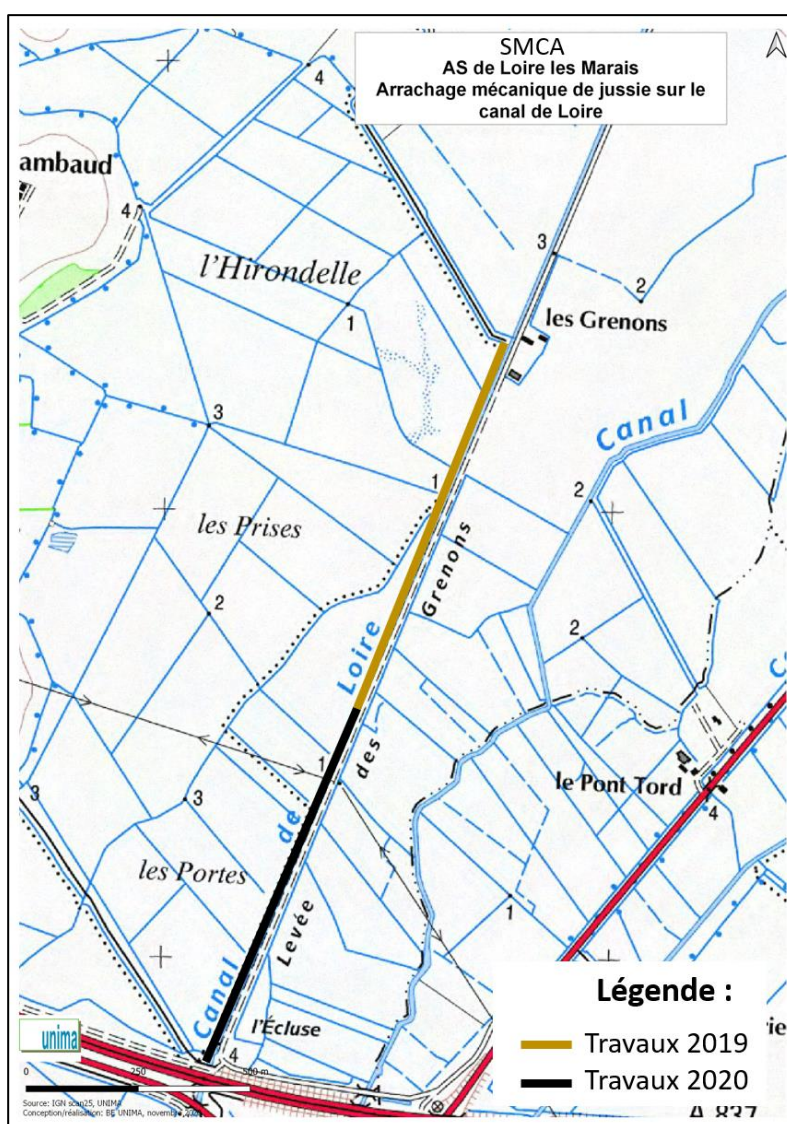 SMCA
AS de Loire les Marais
Arrachage mécanique de jussie sur le
canal de Loire
4
ambaud
4
l'Hirondelle
3
2
1
les Grenons
3
Canal
1
2
les Prises
Grenons
2
2
Loire
des
1
le Pont Tord
3
3
4
de
les Portes
1
Levée
Canal
l'Écluse
4
Légende :
Travaux 2019
Travaux 2020
unima
0
250
500 m
Source: IGN scan25, UNIMA
Conception/réalisation: BE UNIMA,
A 837